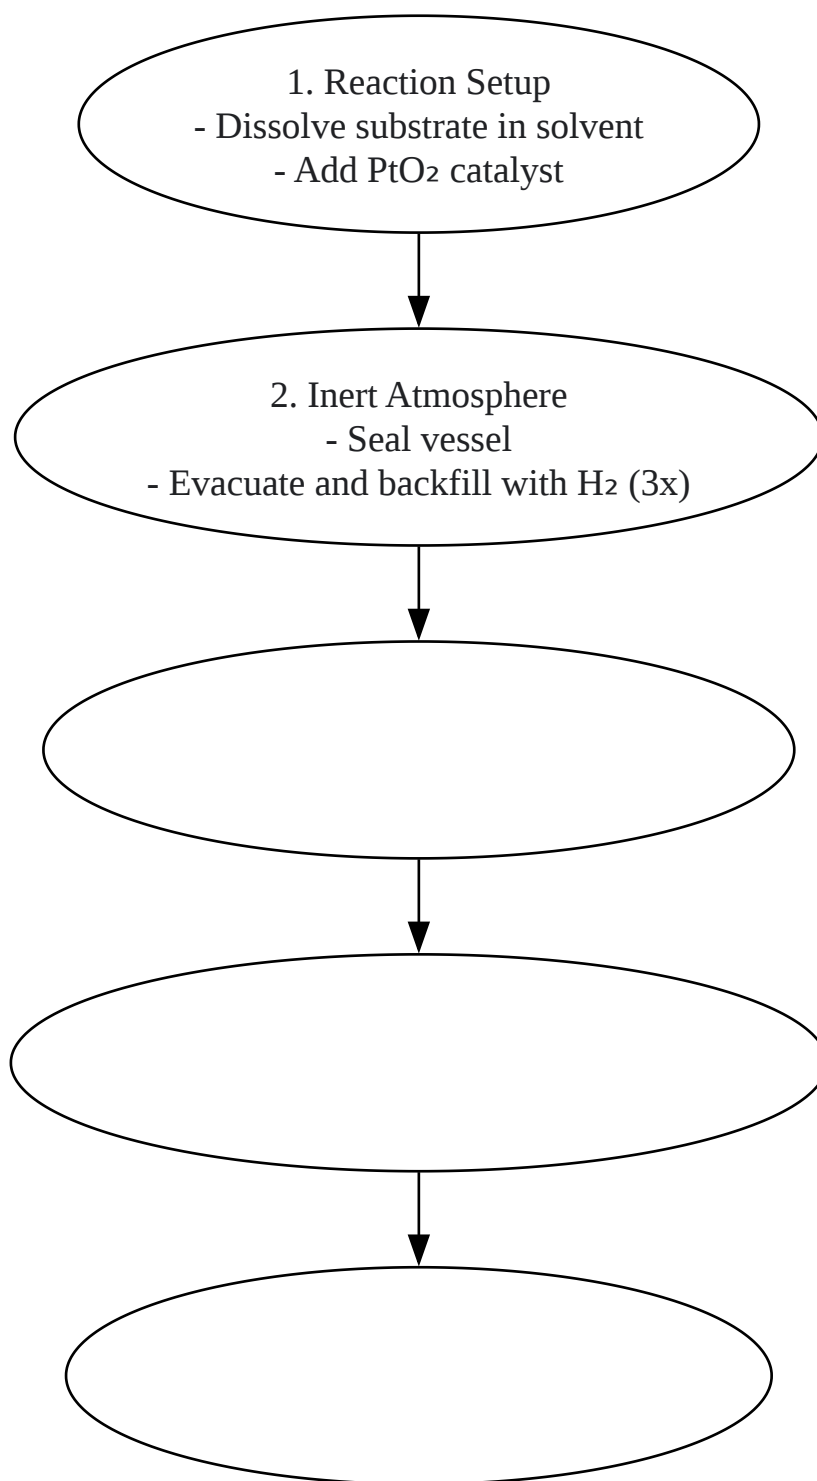 1. Reaction Setup
- Dissolve substrate in solvent
- Add PtO₂ catalyst
2. Inert Atmosphere
- Seal vessel
- Evacuate and backfill with H₂ (3x)